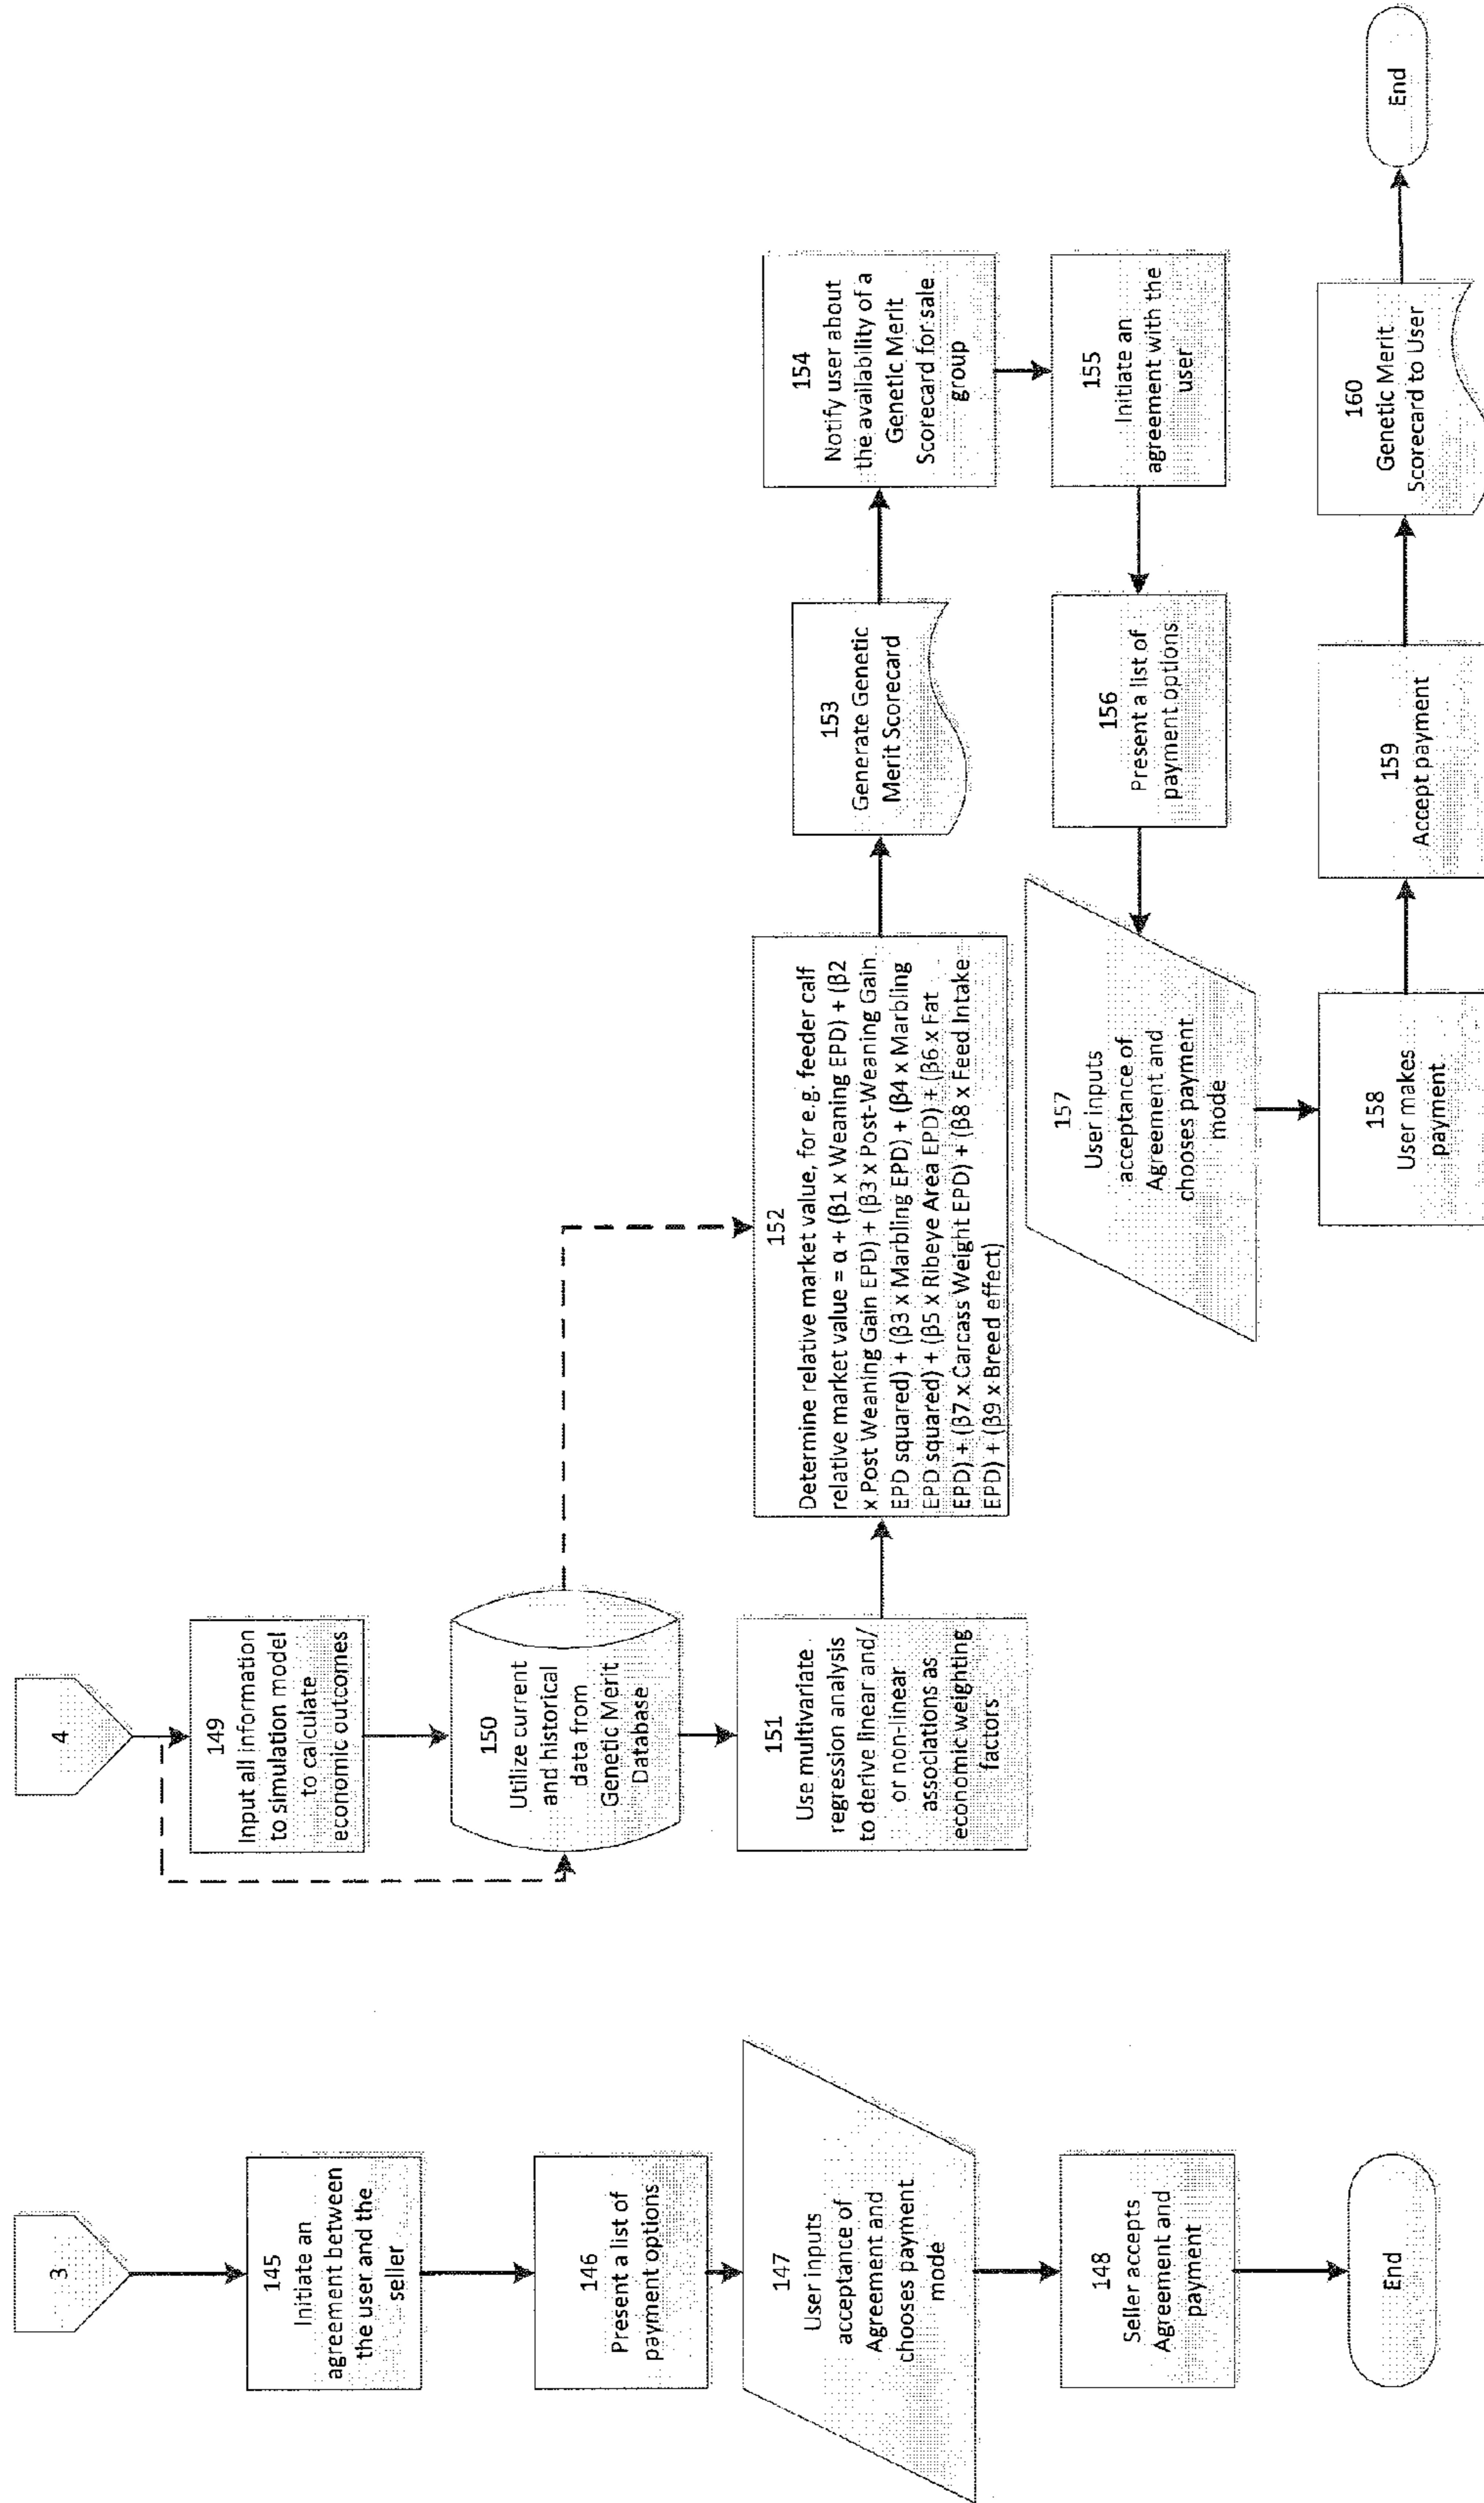 3
145
Initiate an
agreement between
the user and the
seller
146
Present a list of
payment options
147
User inputs
acceptance of
Agreement and
chooses payment
mode
148
Seller accepts
Agreement and
payment
End
4
149
Input all information
to simulation model
to calculate
economic outcomes
150
Utilize current
and historical
data from
Genetic Merit
Database
151
Use multivariate
regression analysis
to derive linear and/
or non-linear
associations as
economic weighting
factors
152
Determine relative market value, for e.g. feeder calf
relative market value = α + (β1 x Weaning EPD) + (β2
x Post Weaning Gain EPD) + (β3 x Post-Weaning Gain
EPD squared) + (β3 x Marbling EPD) + (β4 x Marbling
EPD squared) + (β5 x Ribeye Area EPD) + (β6 x Fat
EPD) + (β7 x Carcass Weight EPD) + (β8 x Feed Intake
EPD) + (β9 x Breed effect)
153
Generate Genetic
Merit Scorecard
154
Notify user about
the availability of a
Genetic Merit
Scorecard for sale
group
155
Initiate an
agreement with the
user
156
Present a list of
payment options
157
User inputs
acceptance of
Agreement and
chooses payment
mode
158
User makes
payment
159
Accept payment
160
Genetic Merit
Scorecard to User
End